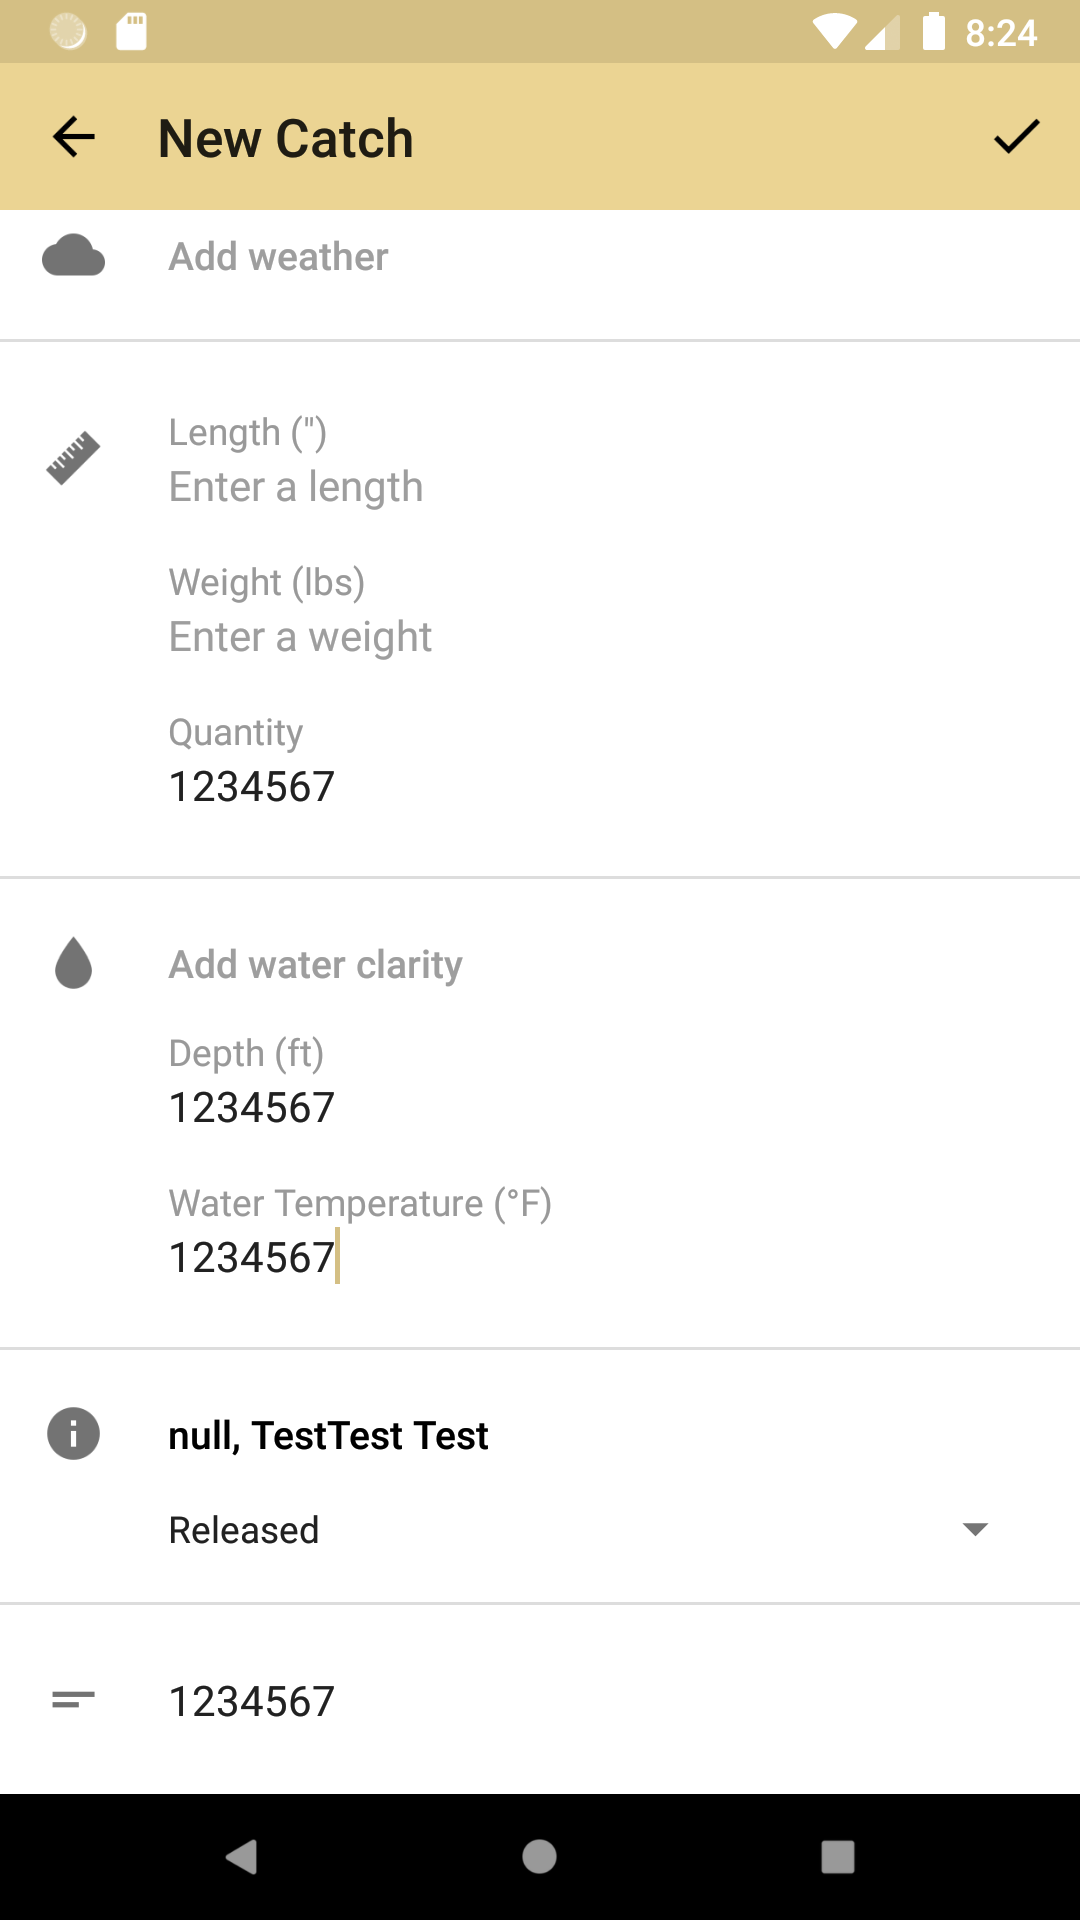 8:24
New Catch
Add weather
Length (")
Enter a length
Weight (lbs)
Enter a weight
Quantity
1234567
Add water clarity
Depth (ft)
1234567
Water Temperature (°F)
1234567
null, TestTest Test
Released
1234567